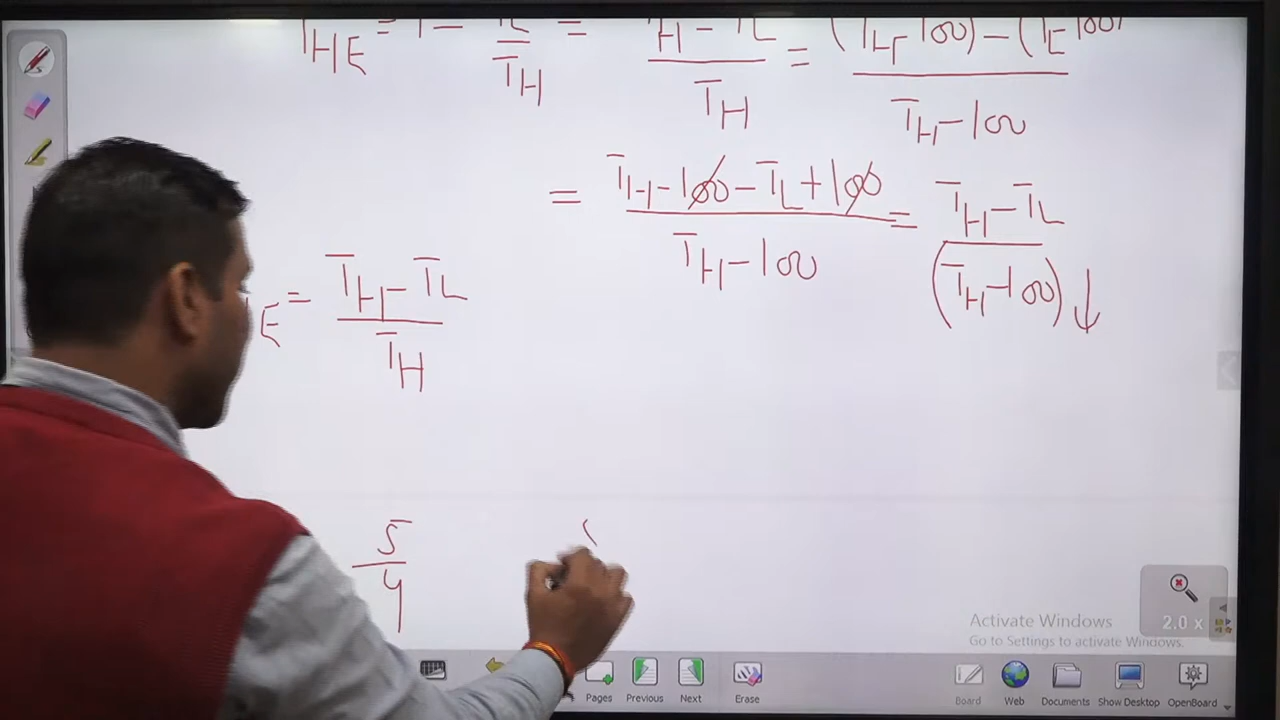 η_HE = 1 - T_L/T_H = (T_H - T_L)/T_H = ((T_H - 100) - (T_L - 100))/(T_H - 100)
= (T_H - 100 - T_L + 100)/(T_H - 100) = (T_H - T_L)/(T_H - 100) ↓
E = (T_H - T_L)/T_H
5/4
Activate Windows
Go to Settings to activate Windows.
2.0 x
Pages Previous Next Erase Board Web Documents Show Desktop OpenBoard